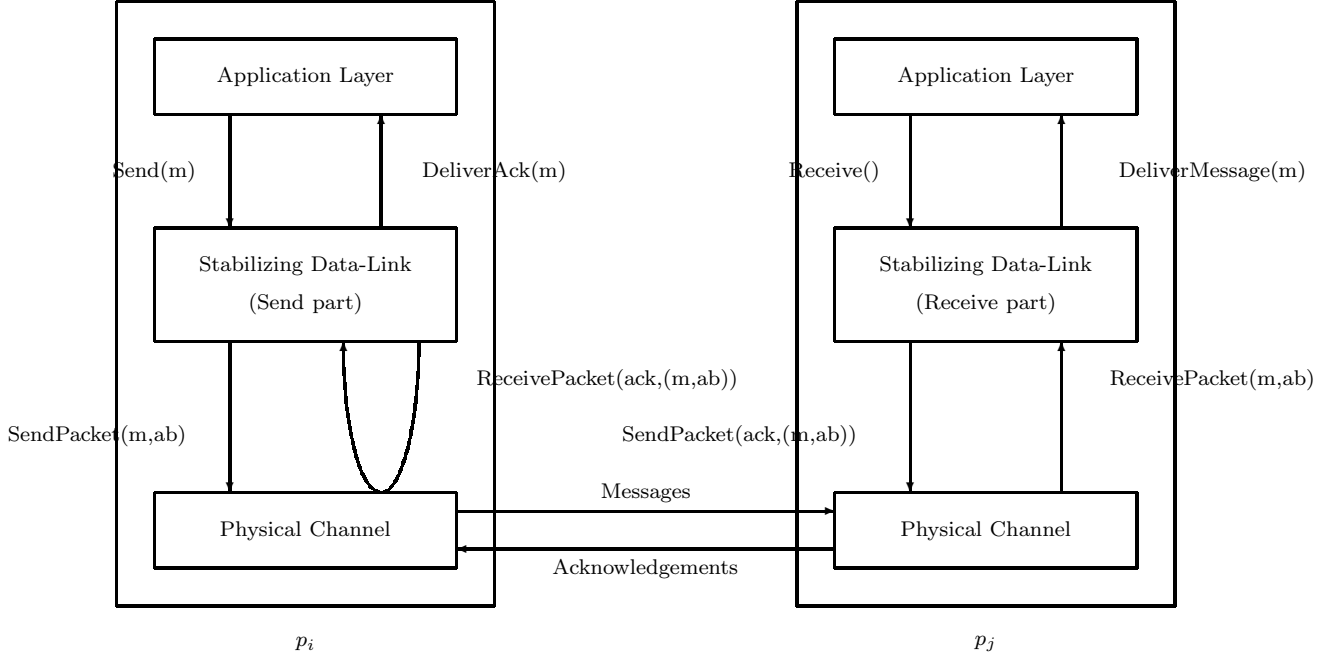 Application Layer
Application Layer
Send(m)
DeliverAck(m)
Receive()
DeliverMessage(m)
Stabilizing Data-Link
(Send part)
Stabilizing Data-Link
(Receive part)
ReceivePacket(ack,(m,ab))
ReceivePacket(m,ab)
SendPacket(m,ab)
SendPacket(ack,(m,ab))
Messages
Physical Channel
Physical Channel
Acknowledgements
p_i
p_j